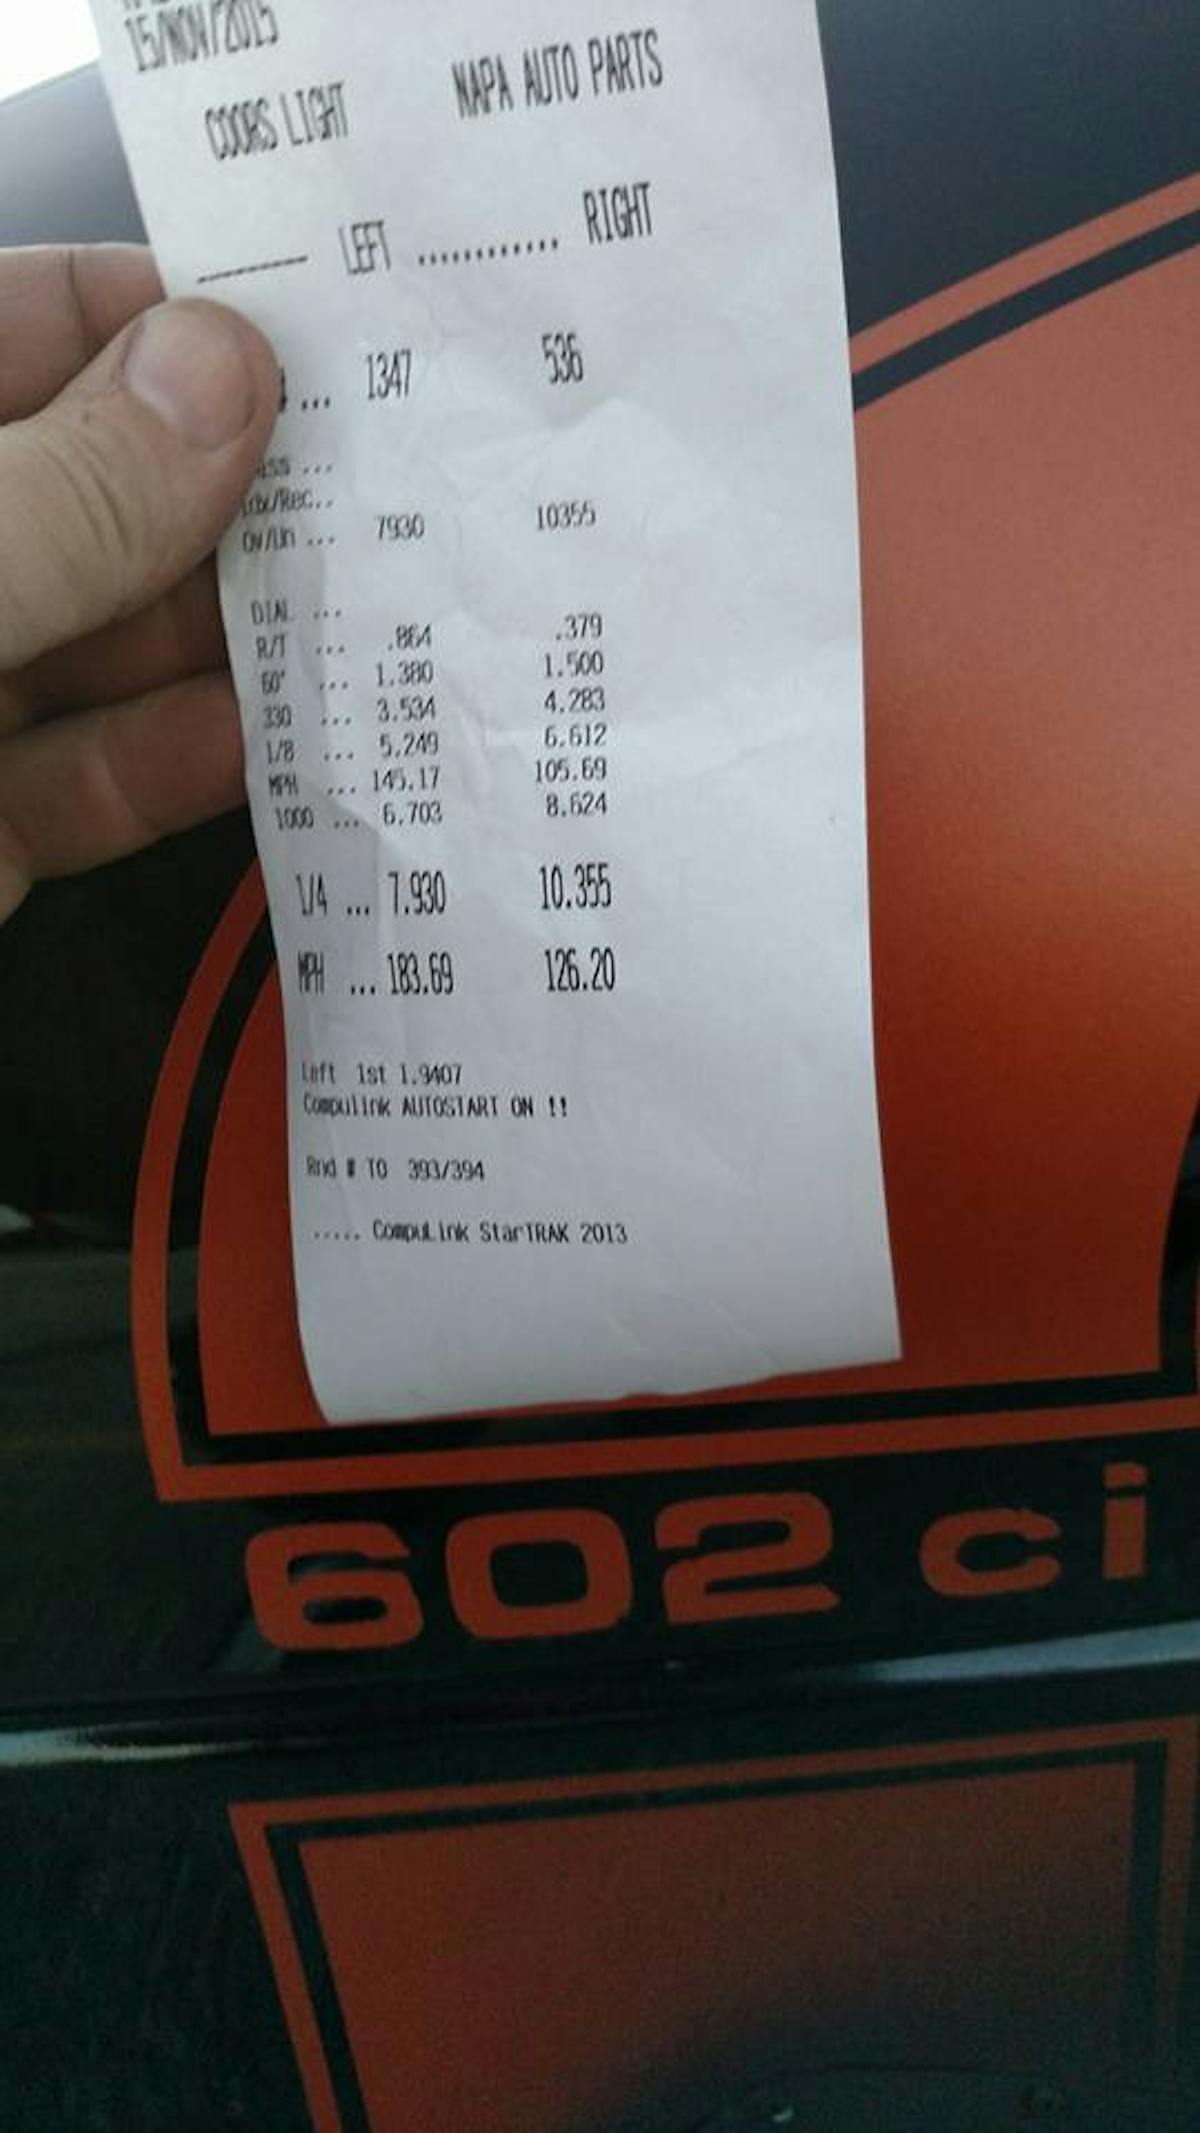 15/NOV/2015
COORS LIGHT NAPA AUTO PARTS
------- LEFT ............ RIGHT
# ... 1347 536
...
/Rec..
Ov/Un ... 7930 10355
DIAL ...
R/T ... .864 .379
60' ... 1.380 1.500
330 ... 3.534 4.283
1/8 ... 5.249 6.612
MPH ... 145.17 105.69
1000 ... 6.703 8.624
1/4 ... 7.930 10.355
MPH ... 183.69 126.20
Left 1st 1.9407
Compulink AUTOSTART ON !!
Rnd # TO 393/394
..... CompuLink StarTRAK 2013
602 ci